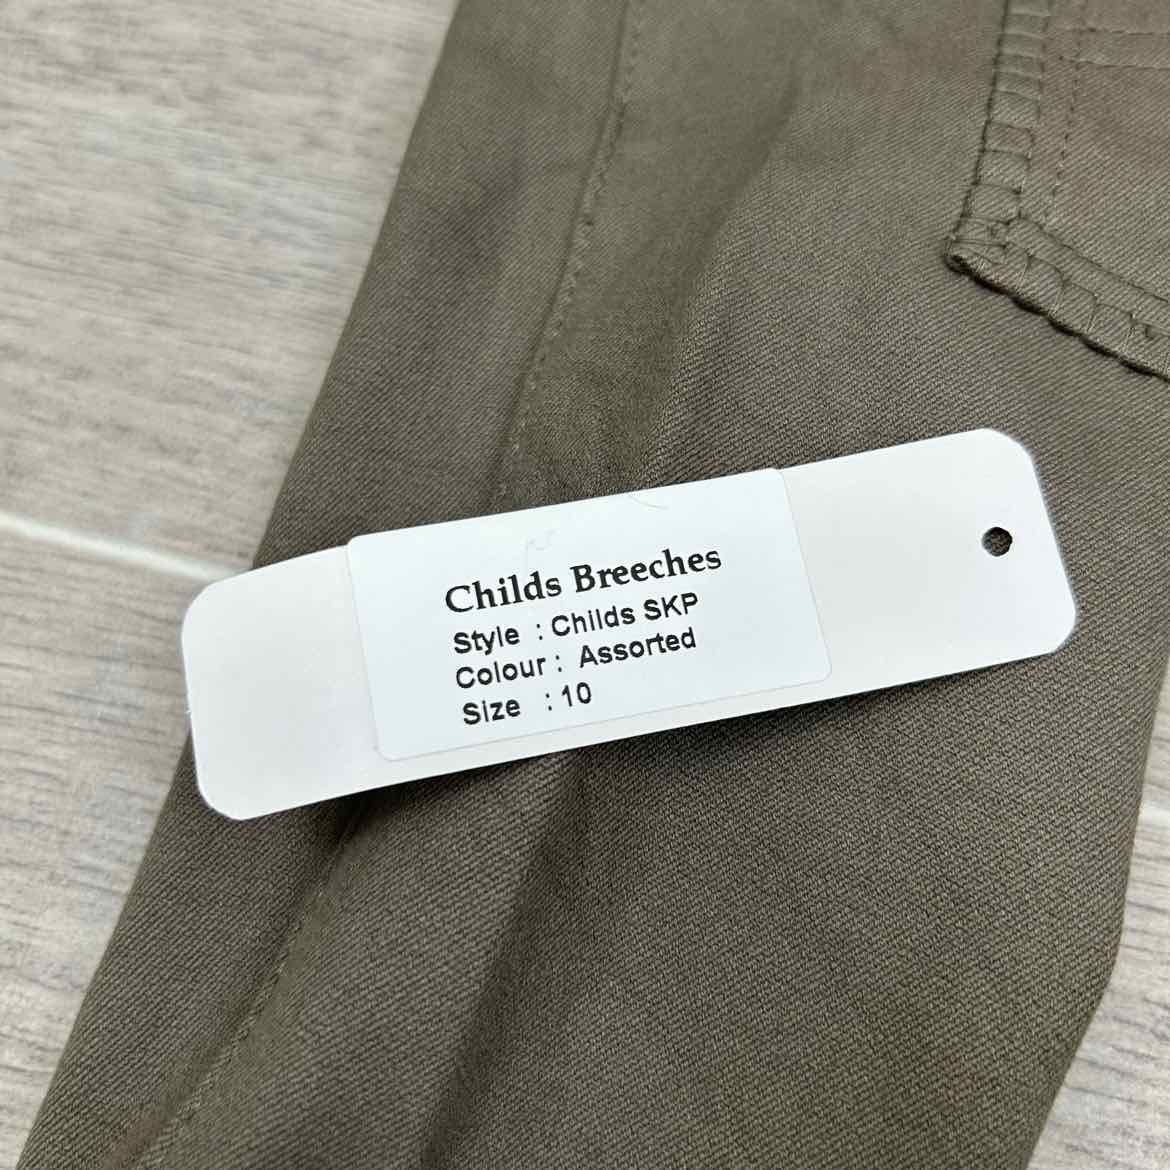 Childs Breeches
Style : Childs SKP
Colour : Assorted
Size : 10